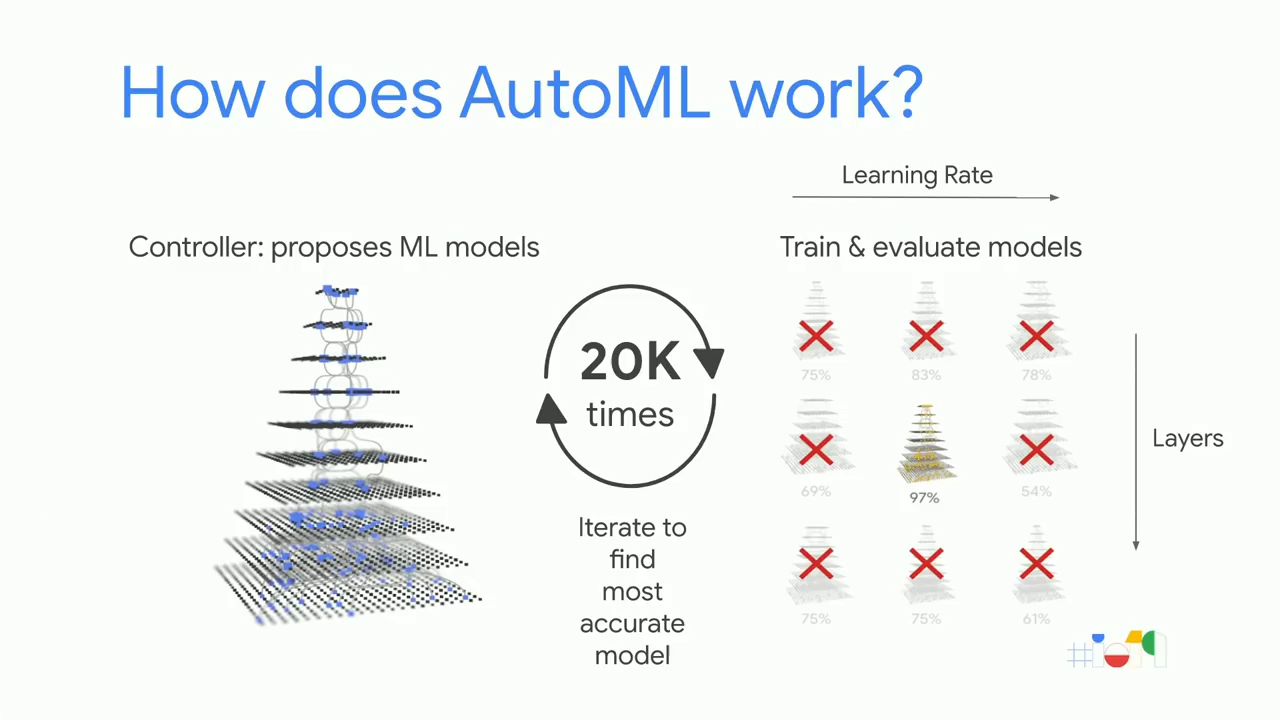 How does AutoML work?
Learning Rate
Controller: proposes ML models
Train & evaluate models
20K
times
75%
83%
78%
69%
97%
54%
75%
75%
61%
Layers
Iterate to
find
most
accurate
model
#io19